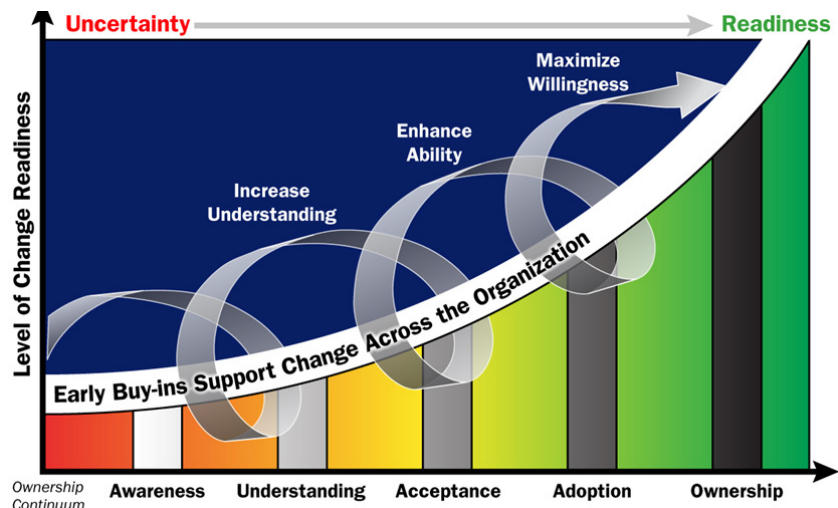 Uncertainty
Readiness
Maximize
Willingness
Enhance
Ability
Increase
Understanding
Level of Change Readiness
Early Buy-ins Support Change Across the Organization
Ownership
Continuum
Awareness
Understanding
Acceptance
Adoption
Ownership